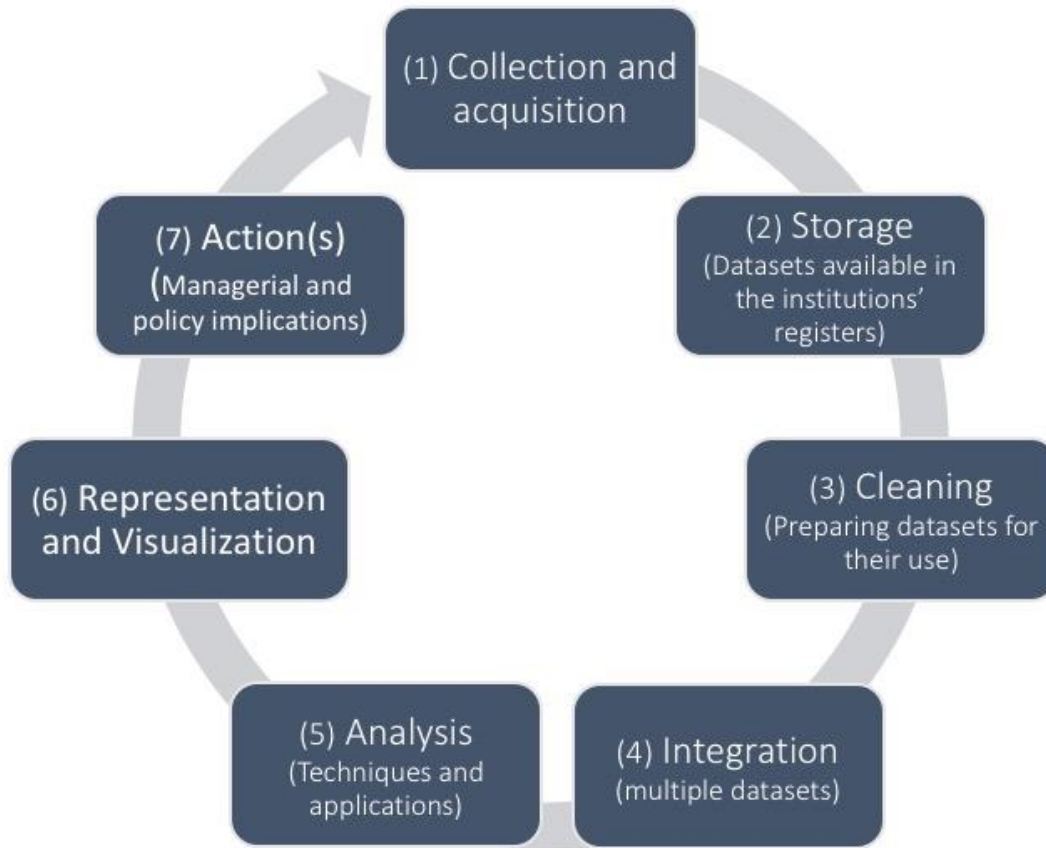 (1) Collection and
acquisition
(2) Storage
(Datasets available in
the institutions’
registers)
(3) Cleaning
(Preparing datasets for
their use)
(4) Integration
(multiple datasets)
(5) Analysis
(Techniques and
applications)
(6) Representation
and Visualization
(7) Action(s)
(Managerial and
policy implications)